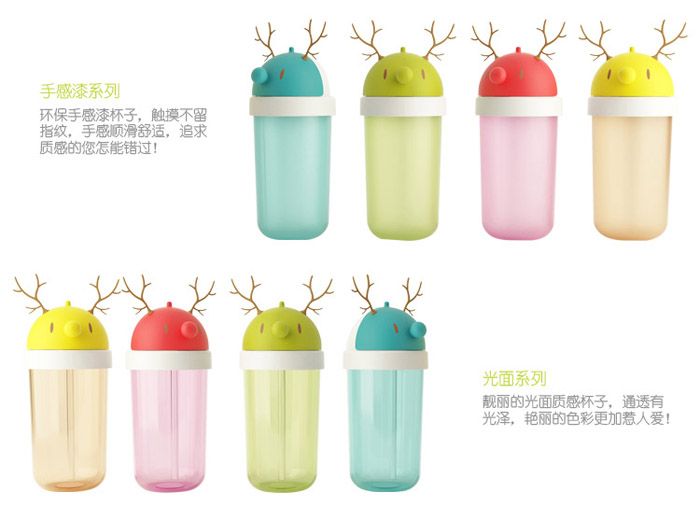 手感漆系列
环保手感漆杯子，触摸不留
指纹，手感顺滑舒适，追求
质感的您怎能错过！
光面系列
靓丽的光面质感杯子，通透有
光泽，艳丽的色彩更加惹人爱！